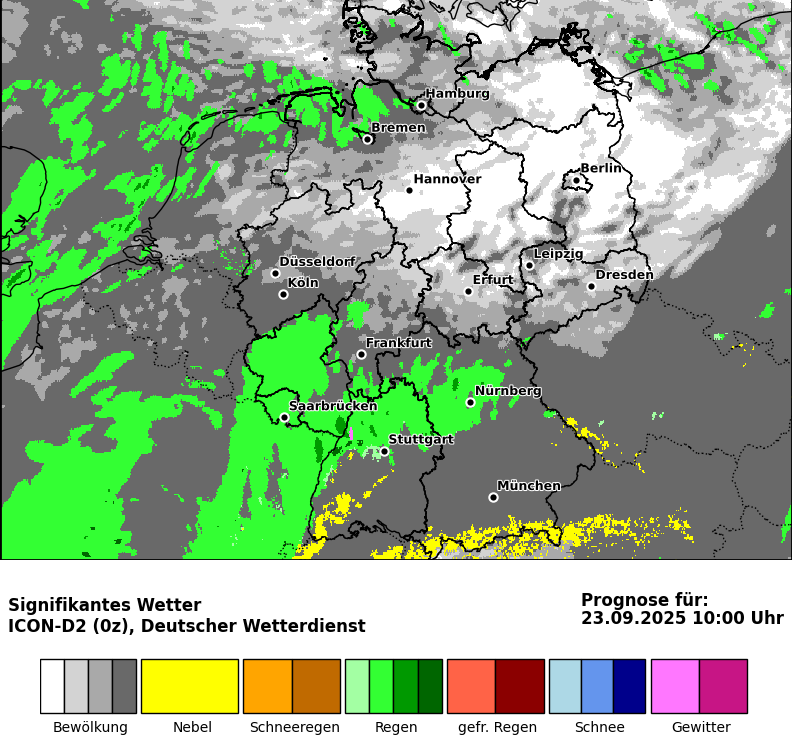 Hamburg
Bremen
Hannover
Berlin
Düsseldorf
Köln
Leipzig
Erfurt
Dresden
Frankfurt
Saarbrücken
Nürnberg
Stuttgart
München
Signifikantes Wetter
ICON-D2 (0z), Deutscher Wetterdienst
Prognose für:
23.09.2025 10:00 Uhr
Bewölkung
Nebel
Schneeregen
Regen
gefr. Regen
Schnee
Gewitter